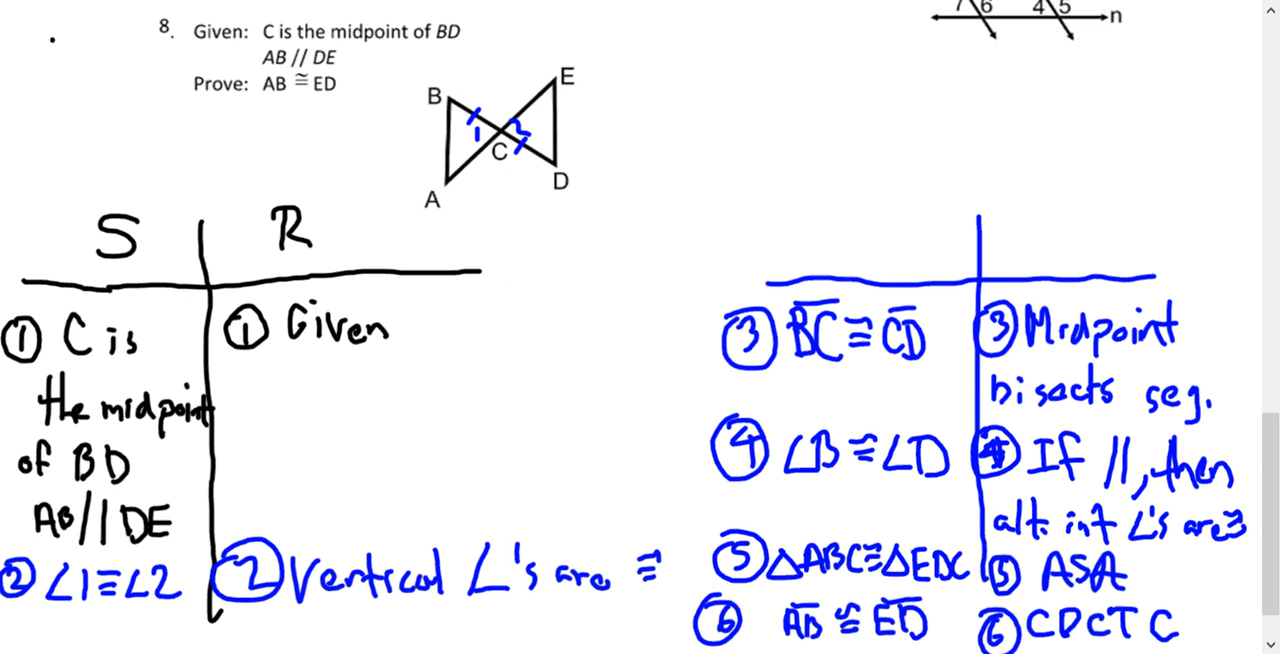 7 6 4 5 n
8. Given: C is the midpoint of BD
AB // DE
Prove: AB ≅ ED
B E
1 2
C
A D
S R
① C is ① Given
the midpoint
of BD
AB // DE
② ∠1≅∠2 ② Vertical ∠'s are ≅
③ BC ≅ CD ③ Midpoint
bisects seg.
④ ∠B ≅ ∠D ④ If //, then
alt. int ∠'s are ≅
⑤ △ABC≅△EDC ⑤ ASA
⑥ AB ≅ ED ⑥ CPCTC